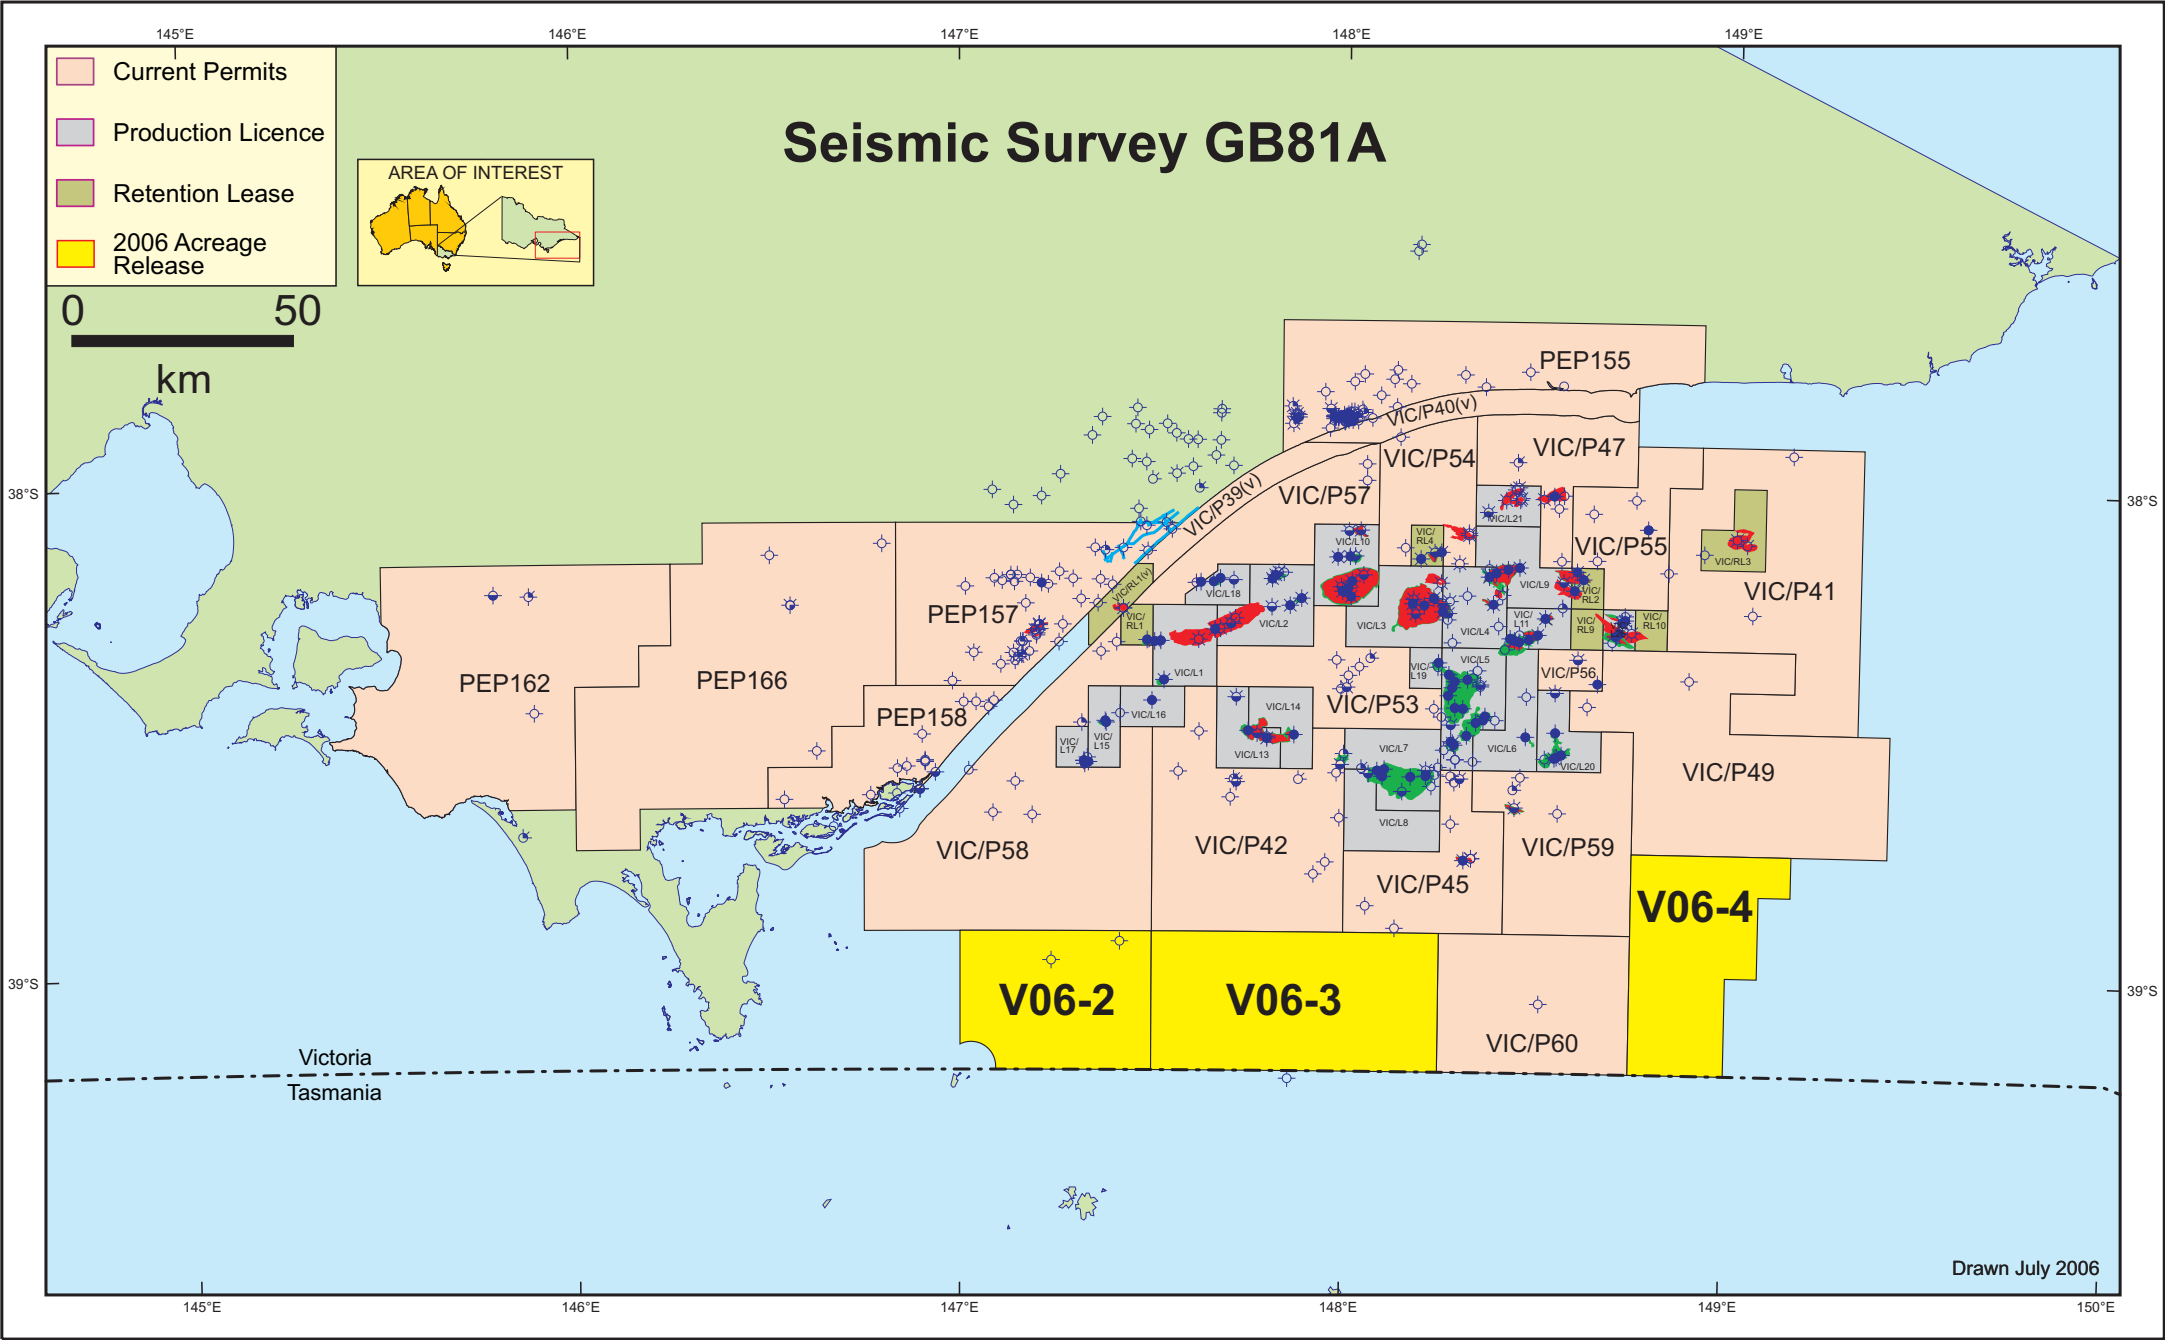 145°E
146°E
147°E
148°E
149°E
Current Permits
Production Licence
Retention Lease
2006 Acreage
Release
0 50
km
AREA OF INTEREST
Seismic Survey GB81A
PEP155
VIC/P40(v)
VIC/P54
VIC/P47
VIC/P39(v)
VIC/P57
38°S
38°S
VIC/L21
VIC/L10
VIC/
RL4
VIC/P55
VIC/RL3
VIC/P41
VIC/RL1(v)
VIC/L18
VIC/L9
VIC/
RL2
PEP157
VIC/
RL1
VIC/L2
VIC/L3
VIC/L4
VIC/
L11
VIC/
RL9
VIC/
RL10
PEP162
PEP166
VIC/L1
VIC/
L19
VIC/L5
VIC/P56
VIC/P53
PEP158
VIC/L16
VIC/L14
VIC/
L17
VIC/
L15
VIC/L13
VIC/L7
VIC/L6
VIC/L20
VIC/P49
VIC/L8
VIC/P58
VIC/P42
VIC/P59
VIC/P45
V06-4
V06-2
V06-3
39°S
39°S
VIC/P60
Victoria
Tasmania
Drawn July 2006
145°E
146°E
147°E
148°E
149°E
150°E